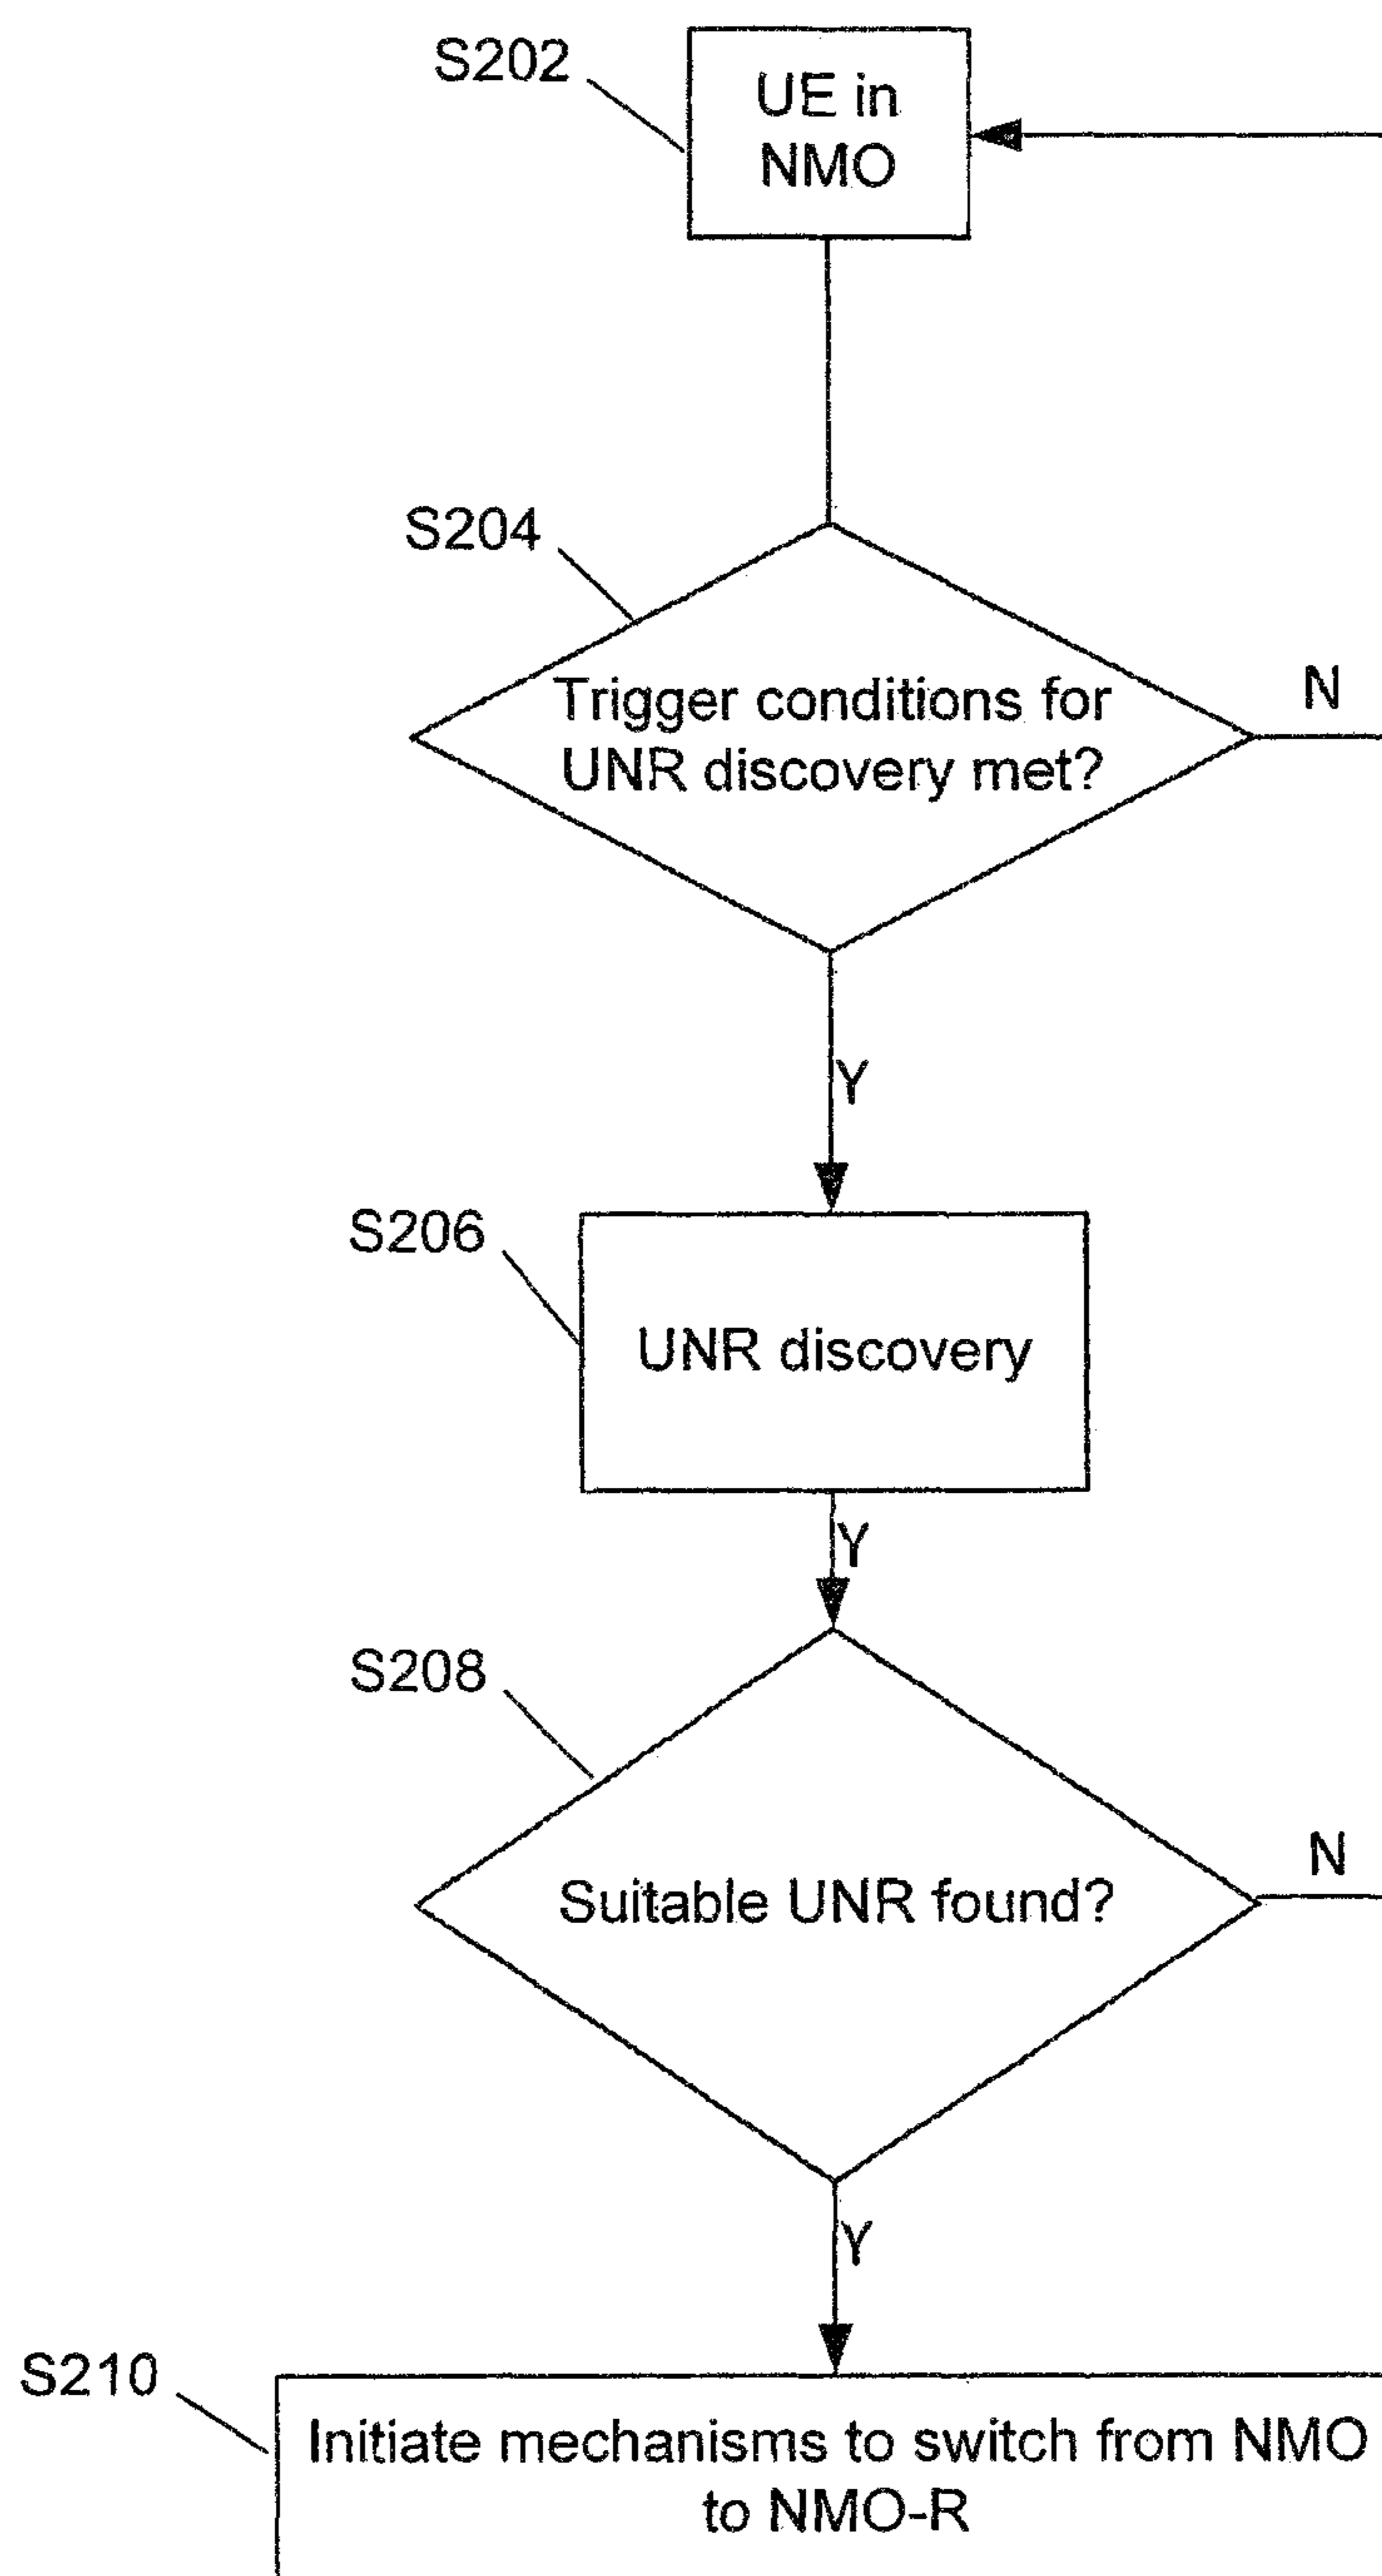 S202
UE in
NMO
S204
Trigger conditions for
UNR discovery met?
N
Y
S206
UNR discovery
Y
S208
Suitable UNR found?
N
Y
S210
Initiate mechanisms to switch from NMO
to NMO-R